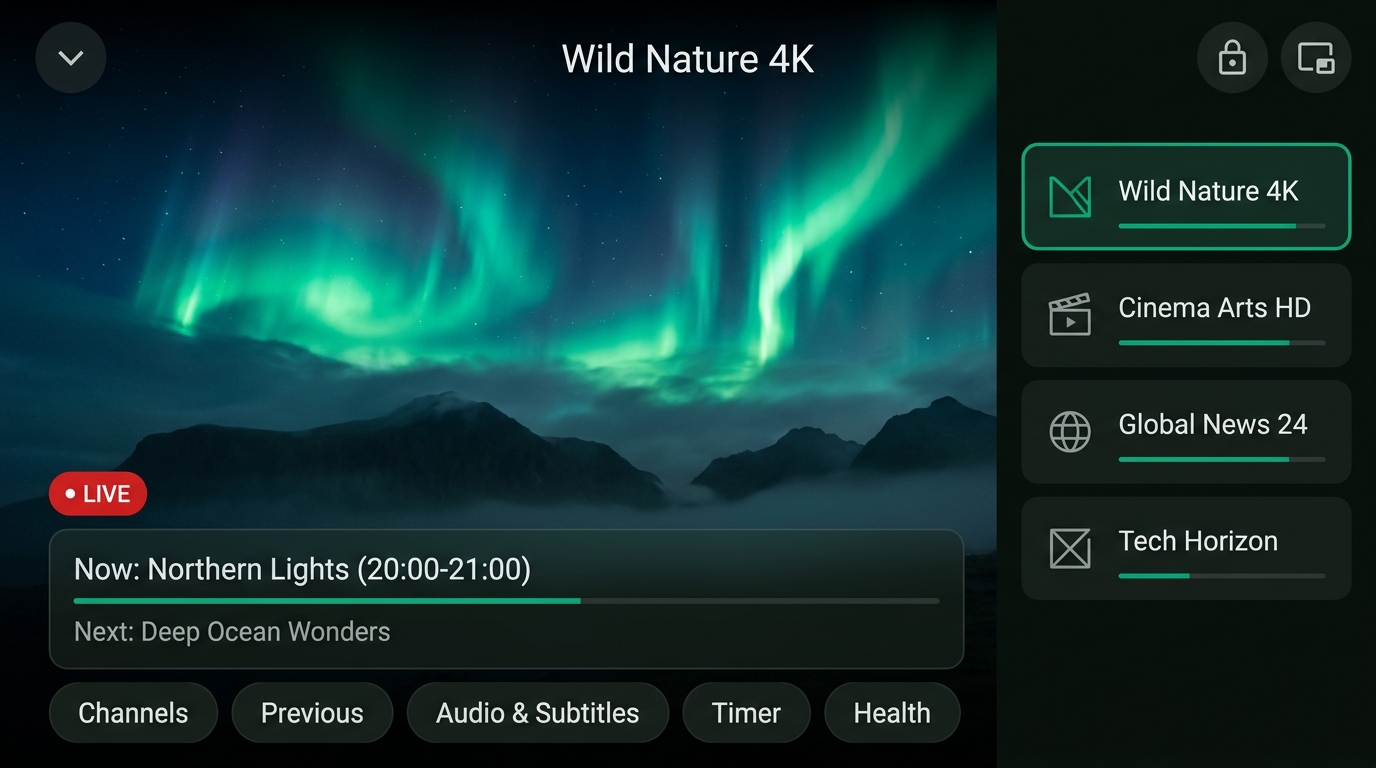 Wild Nature 4K
Wild Nature 4K
Cinema Arts HD
Global News 24
Tech Horizon
LIVE
Now: Northern Lights (20:00-21:00)
Next: Deep Ocean Wonders
Channels
Previous
Audio & Subtitles
Timer
Health